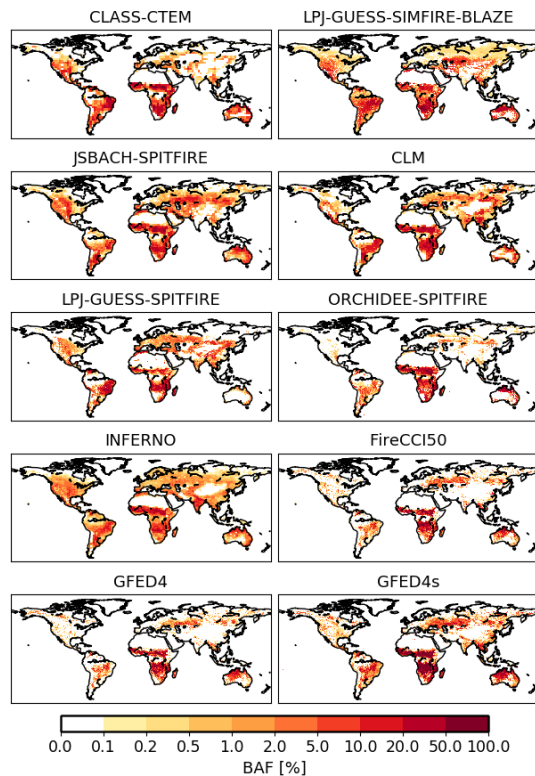 CLASS-CTEM
LPJ-GUESS-SIMFIRE-BLAZE
JSBACH-SPITFIRE
CLM
LPJ-GUESS-SPITFIRE
ORCHIDEE-SPITFIRE
INFERNO
FireCCI50
GFED4
GFED4s
0.0 0.1 0.2 0.5 1.0 2.0 5.0 10.0 20.0 50.0 100.0
BAF [%]